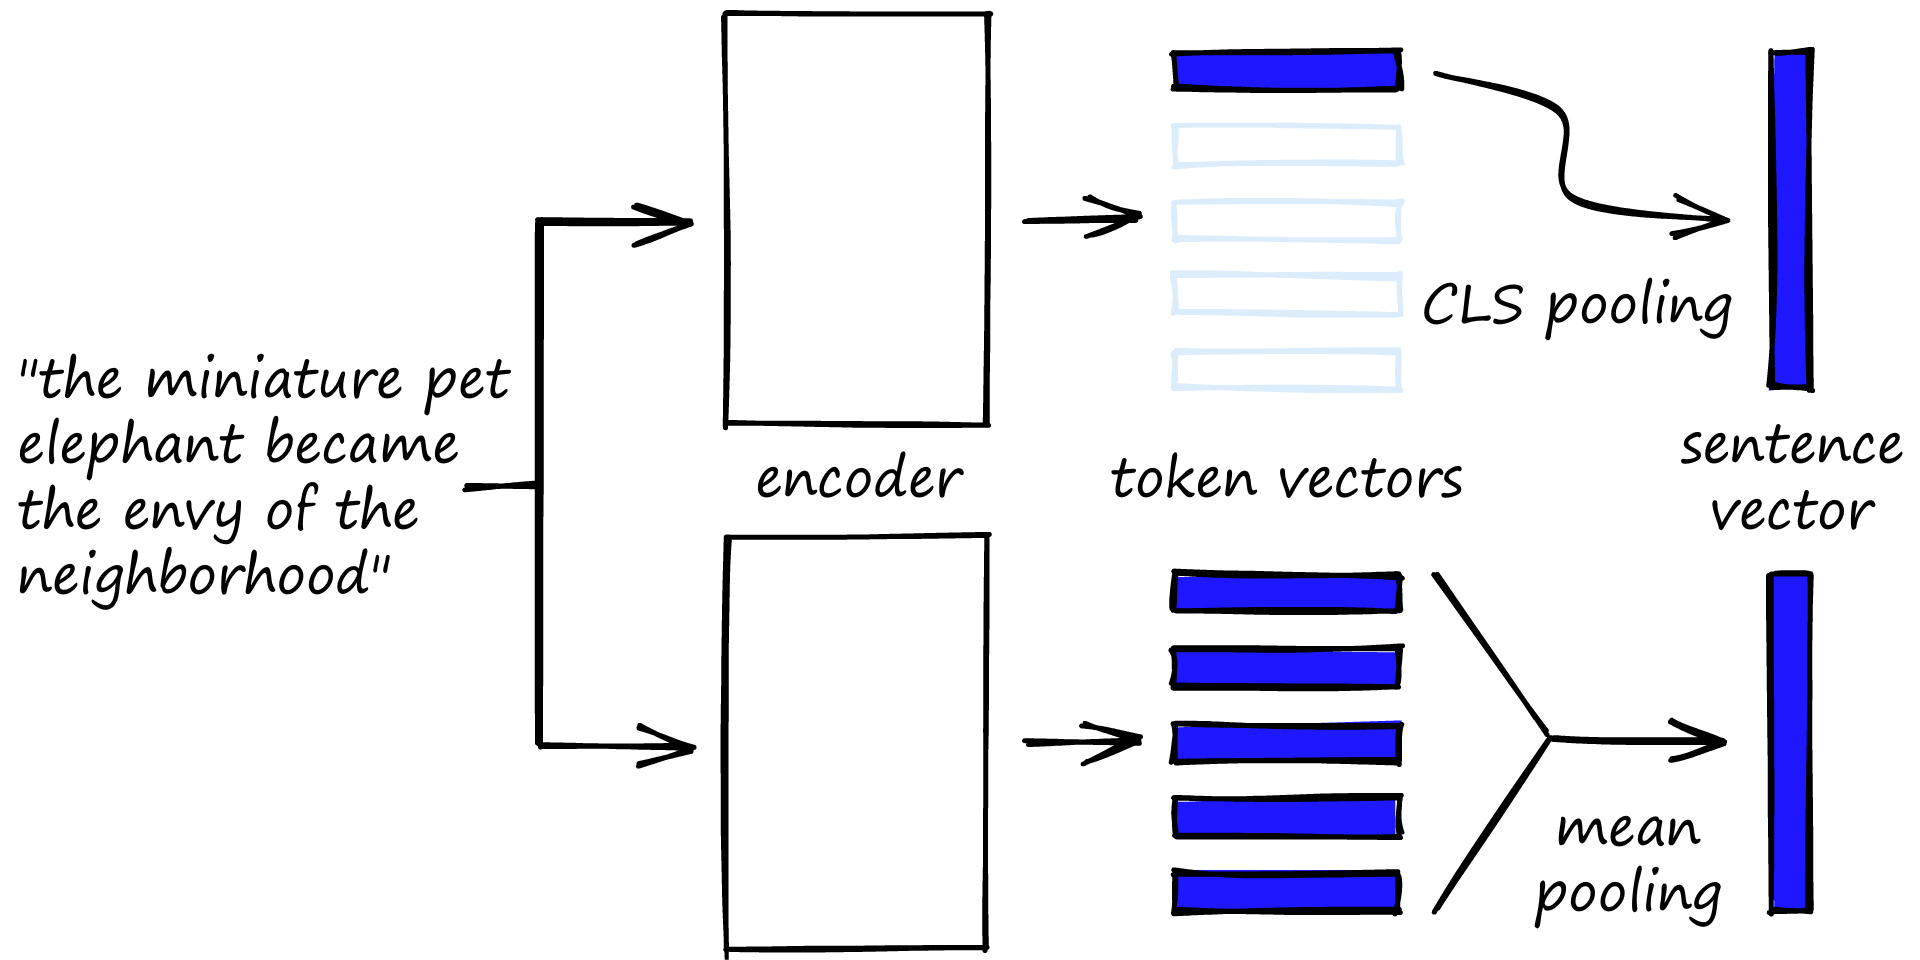 "the miniature pet
elephant became
the envy of the
neighborhood"
encoder
token vectors
CLS pooling
sentence
vector
mean
pooling